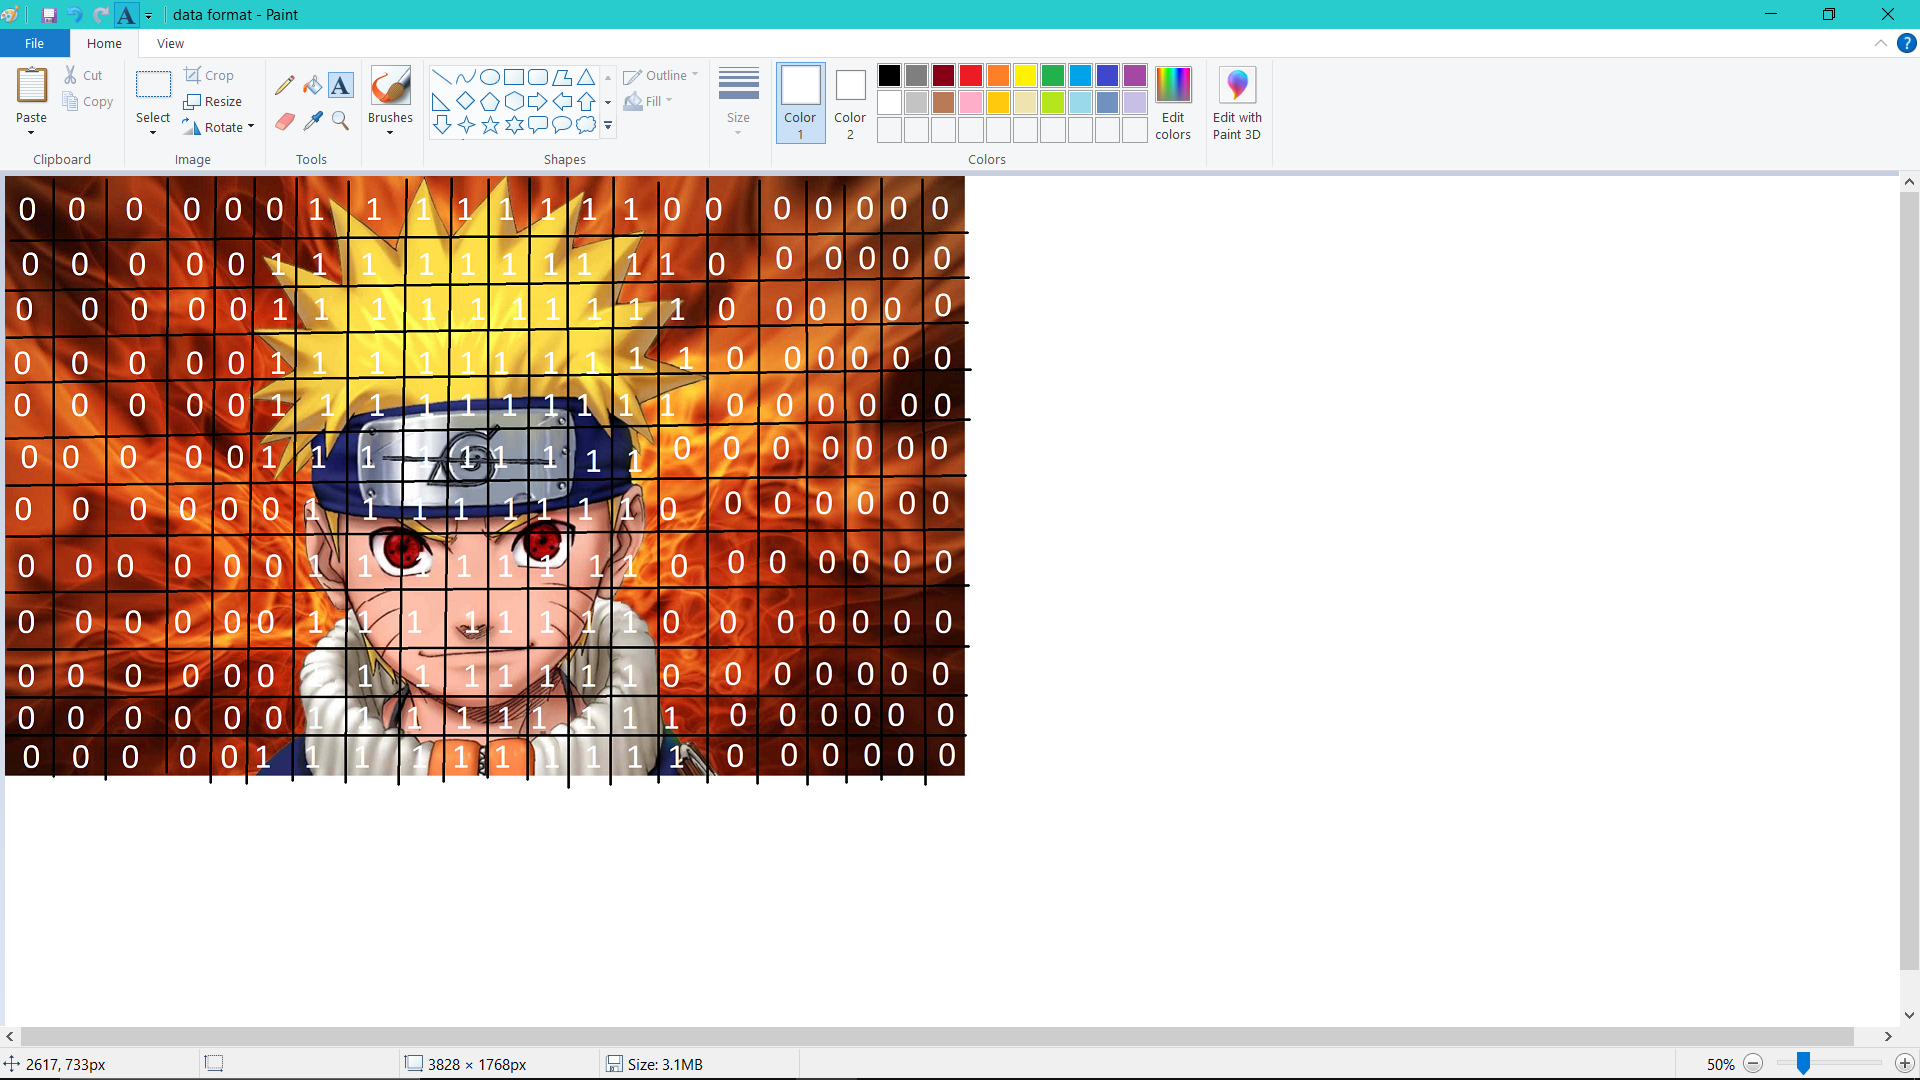 data format - Paint
File Home View
Paste Cut Copy Select Crop Resize Rotate Brushes Outline Fill Size Color 1 Color 2 Edit colors Edit with Paint 3D
Clipboard Image Tools Shapes Colors
0 0 0 0 0 0 1 1 1 1 1 1 1 1 0 0 0 0 0 0 0
0 0 0 0 0 1 1 1 1 1 1 1 1 1 1 0 0 0 0 0 0
0 0 0 0 0 1 1 1 1 1 1 1 1 1 1 0 0 0 0 0 0
0 0 0 0 0 1 1 1 1 1 1 1 1 1 1 0 0 0 0 0 0
0 0 0 0 0 1 1 1 1 1 1 1 1 1 1 0 0 0 0 0 0
0 0 0 0 0 1 1 1 1 1 1 1 1 1 0 0 0 0 0 0 0
0 0 0 0 0 0 1 1 1 1 1 1 1 1 0 0 0 0 0 0 0
0 0 0 0 0 0 1 1 1 1 1 1 1 1 0 0 0 0 0 0 0
0 0 0 0 0 0 1 1 1 1 1 1 1 1 0 0 0 0 0 0 0
0 0 0 0 0 0 1 1 1 1 1 1 1 1 0 0 0 0 0 0 0
0 0 0 0 0 0 1 1 1 1 1 1 1 1 1 0 0 0 0 0 0
0 0 0 0 0 1 1 1 1 1 1 1 1 1 1 0 0 0 0 0 0
2617, 733px 3828 × 1768px Size: 3.1MB 50%